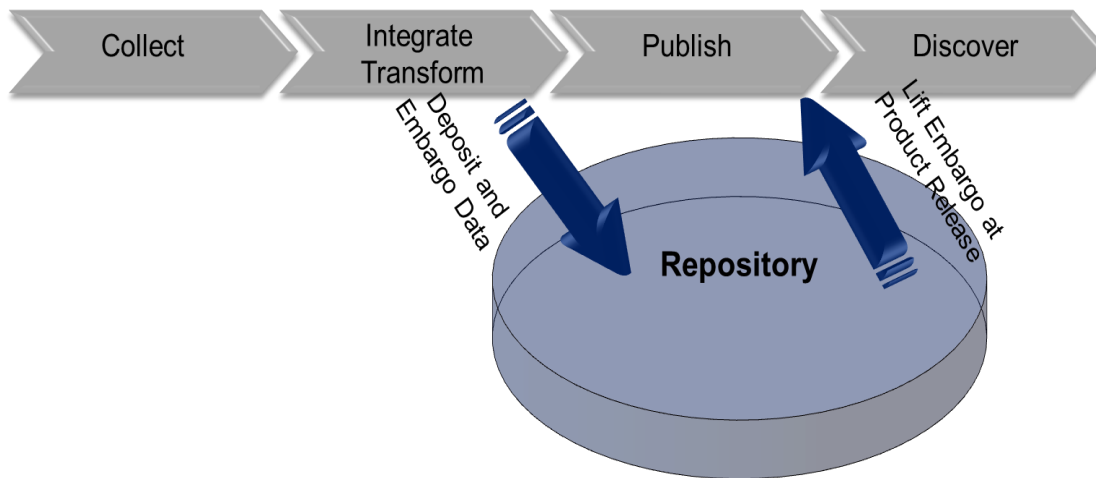 Collect
Integrate
Transform
Publish
Discover
Deposit and
Embargo Data
Lift Embargo at
Product Release
Repository